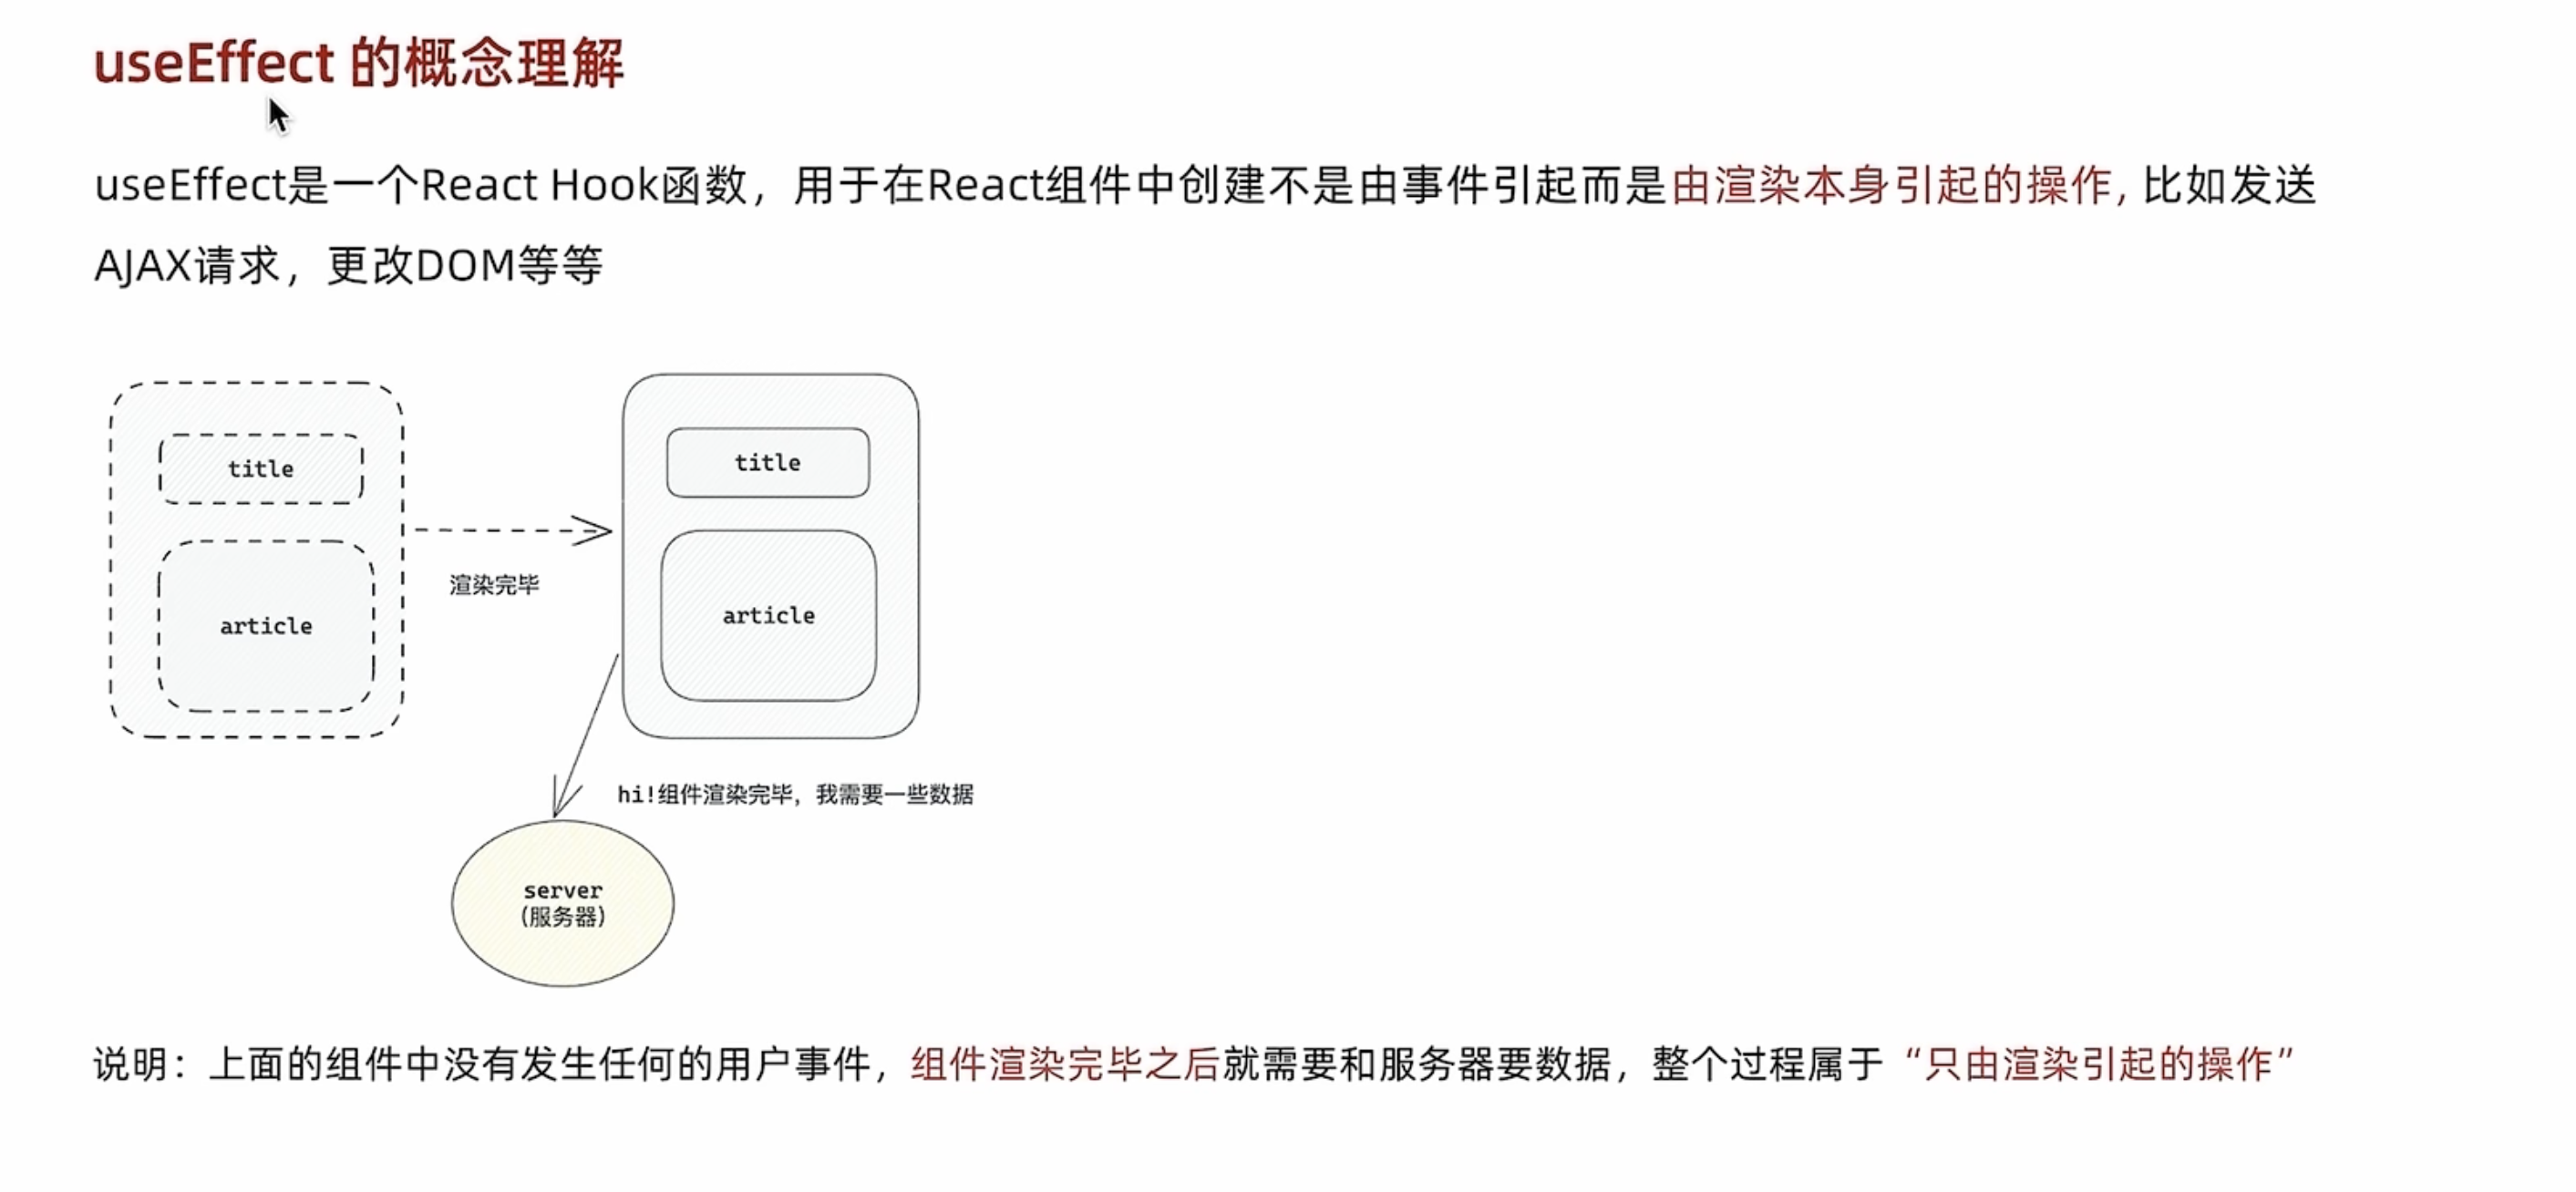 useEffect 的概念理解
useEffect是一个React Hook函数，用于在React组件中创建不是由事件引起而是由渲染本身引起的操作, 比如发送
AJAX请求，更改DOM等等
title
article
渲染完毕
title
article
hi!组件渲染完毕，我需要一些数据
server
(服务器)
说明：上面的组件中没有发生任何的用户事件，组件渲染完毕之后就需要和服务器要数据，整个过程属于“只由渲染引起的操作”